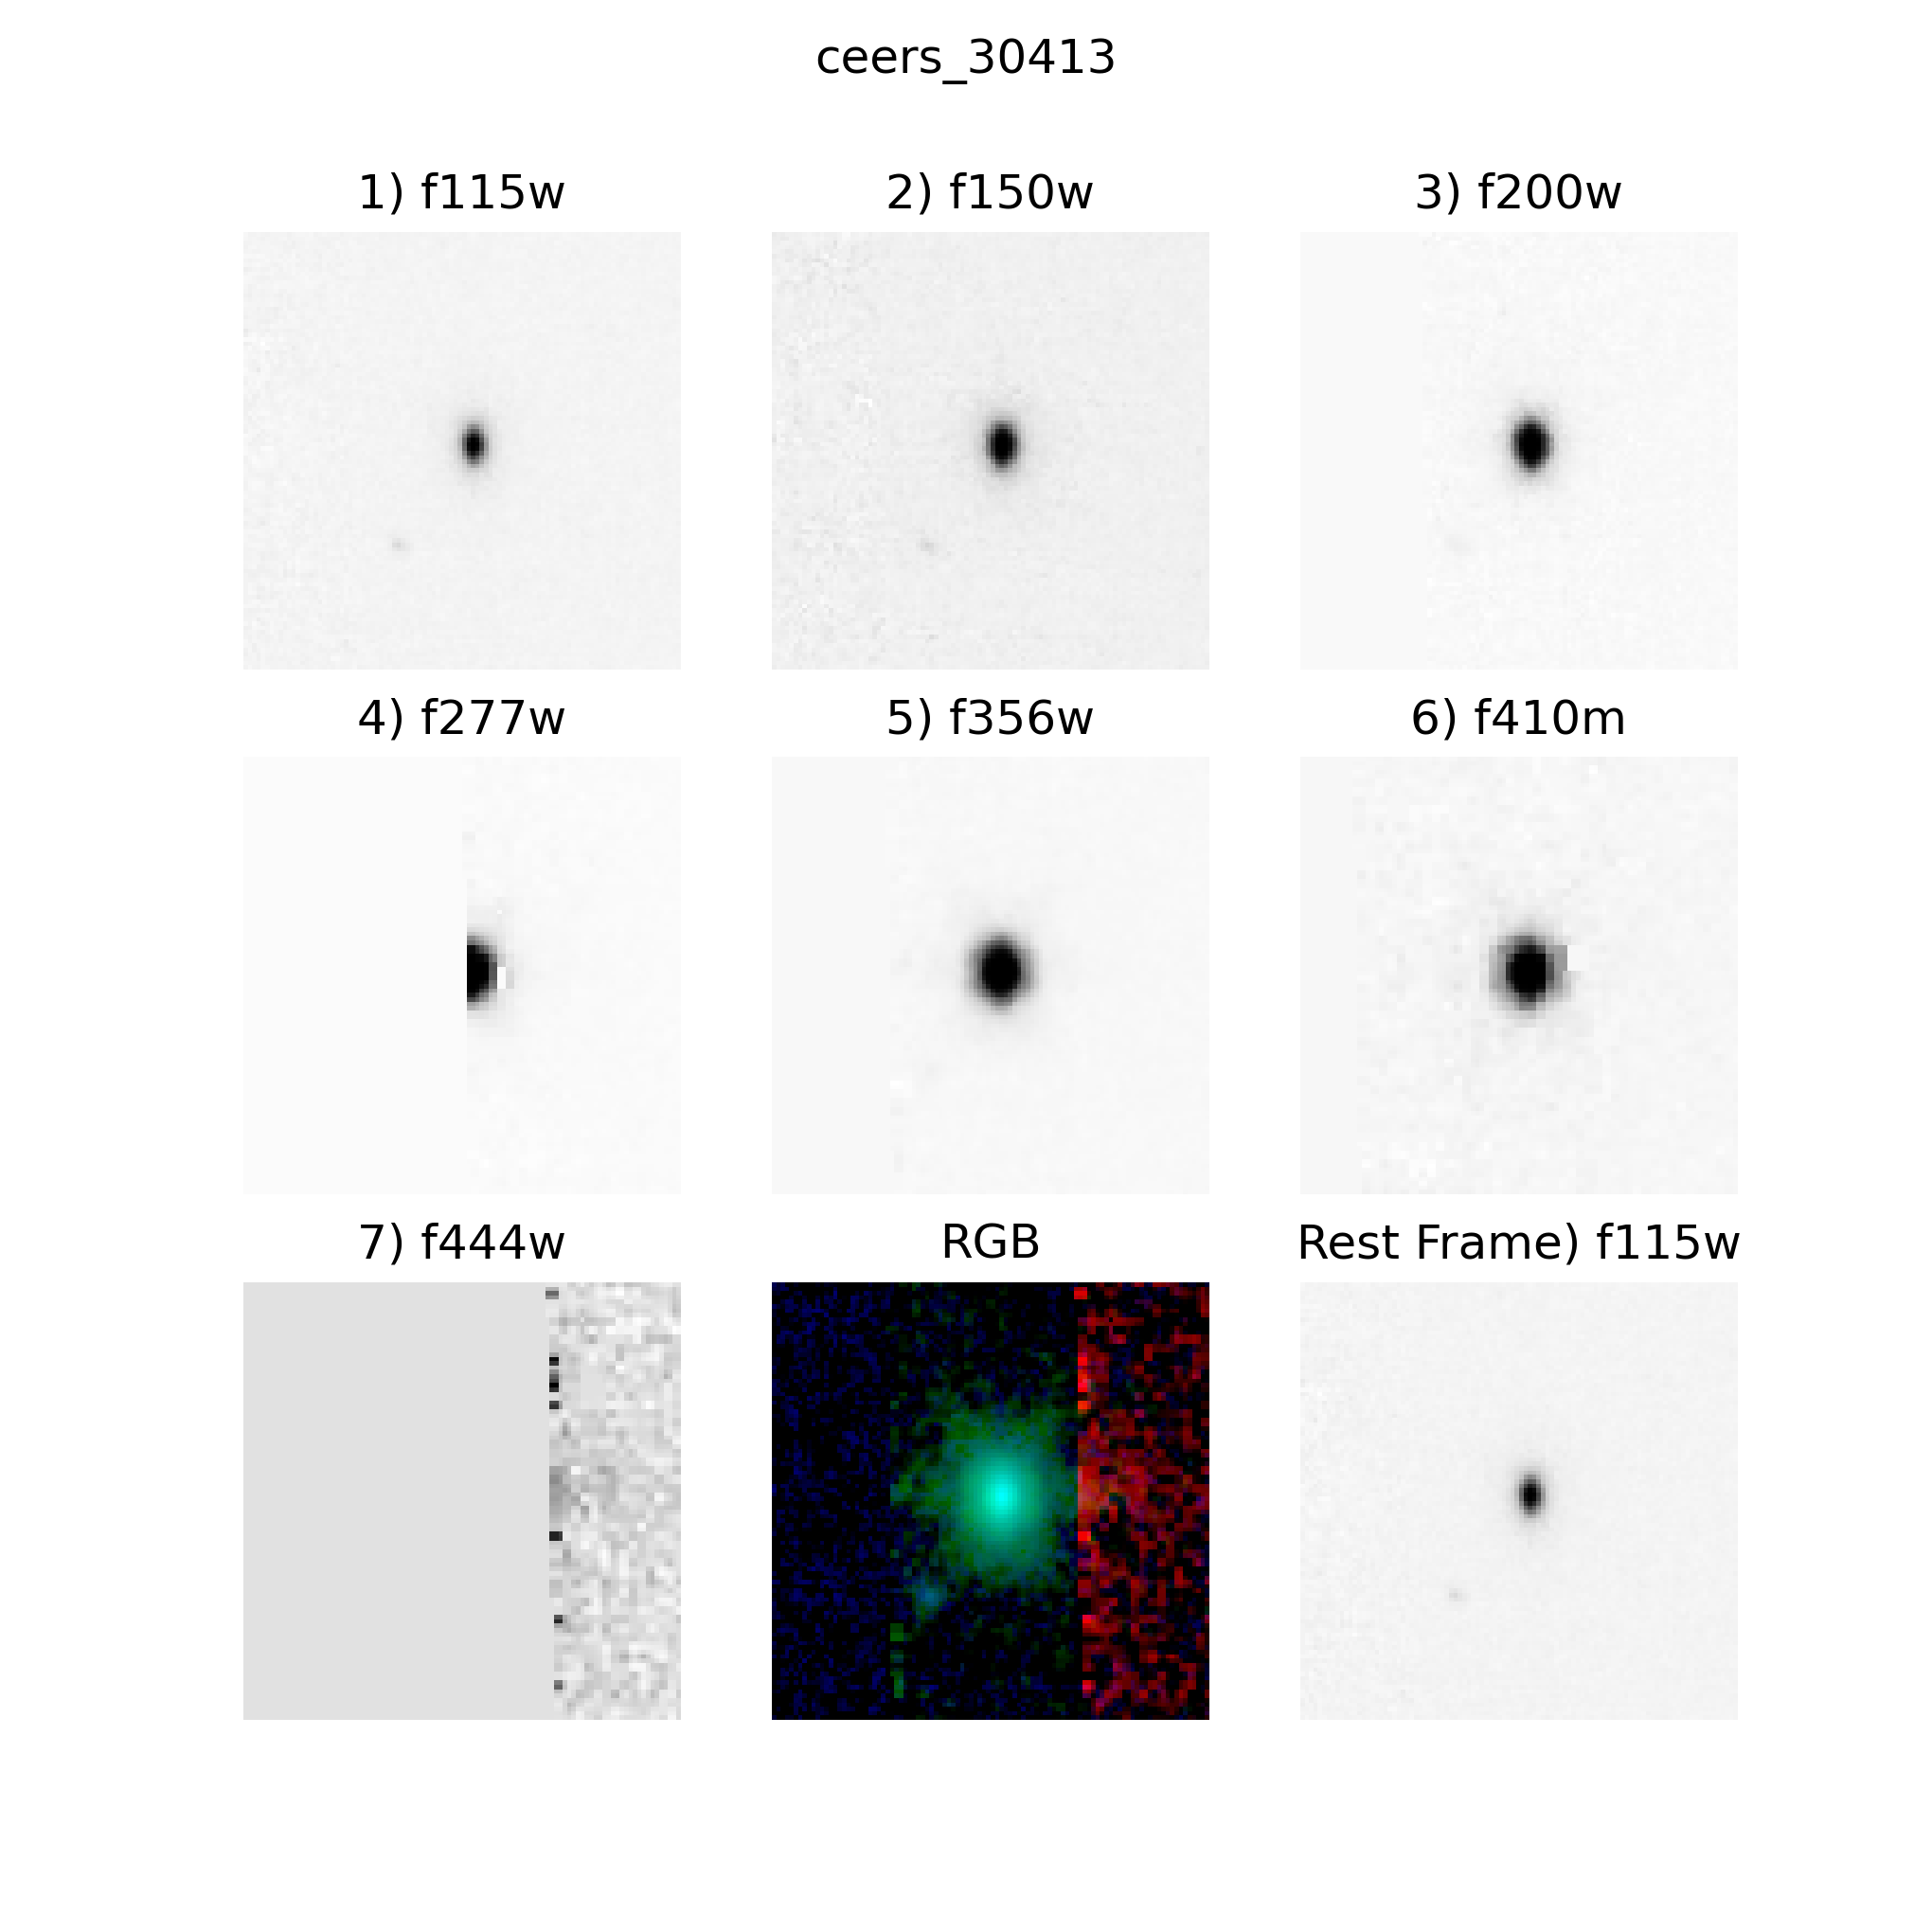 ceers_30413
1) f115w
2) f150w
3) f200w
4) f277w
5) f356w
6) f410m
7) f444w
RGB
Rest Frame) f115w